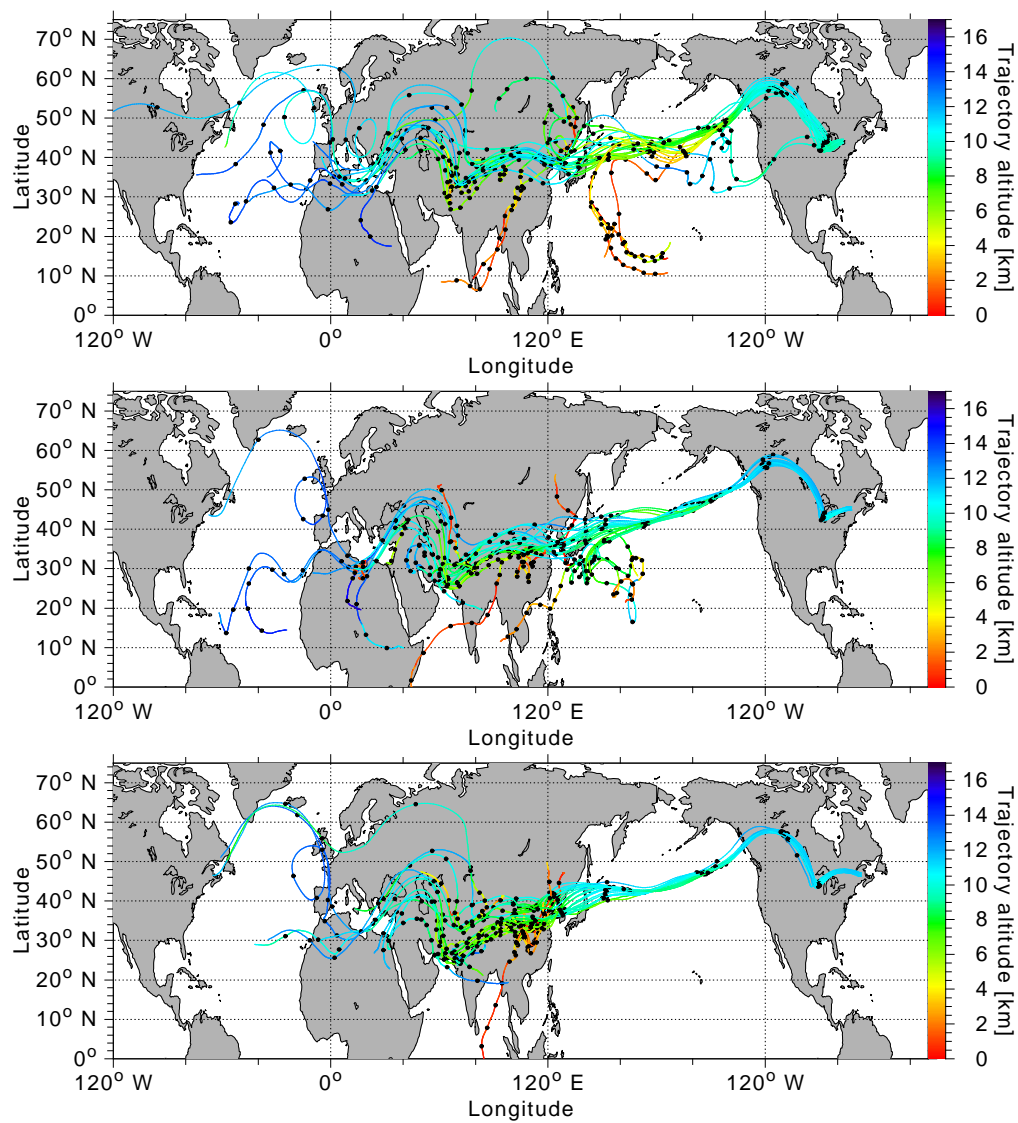 70° N
60° N
50° N
40° N
30° N
20° N
10° N
0°
Latitude
120° W 0° 120° E 120° W
Longitude
16
14
12
10
8
6
4
2
0
Trajectory altitude [km]
70° N
60° N
50° N
40° N
30° N
20° N
10° N
0°
Latitude
120° W 0° 120° E 120° W
Longitude
16
14
12
10
8
6
4
2
0
Trajectory altitude [km]
70° N
60° N
50° N
40° N
30° N
20° N
10° N
0°
Latitude
120° W 0° 120° E 120° W
Longitude
16
14
12
10
8
6
4
2
0
Trajectory altitude [km]